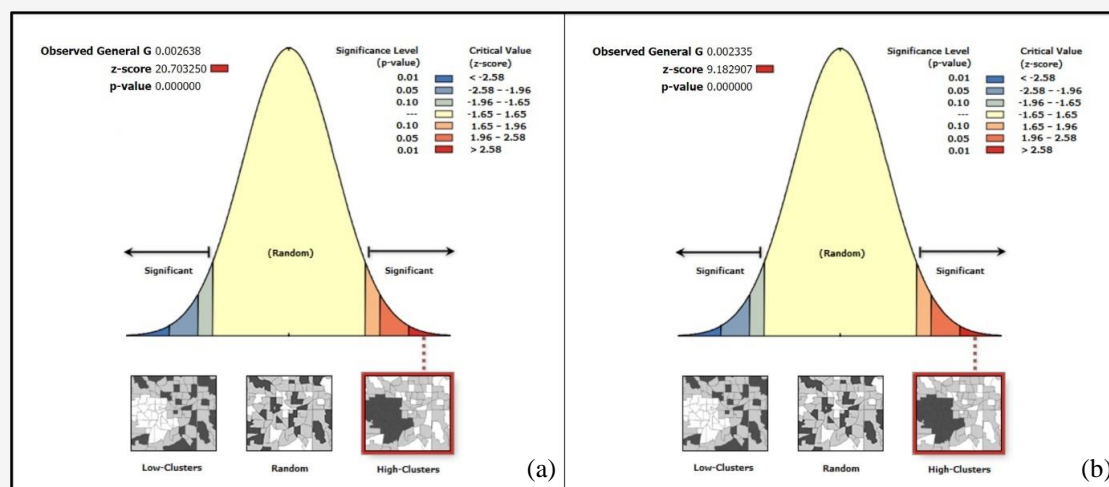 Observed General G 0.002638
z-score 20.703250
p-value 0.000000
Significance Level
(p-value)
Critical Value
(z-score)
0.01 < -2.58
0.05 -2.58 – -1.96
0.10 -1.96 – -1.65
--- -1.65 – 1.65
0.10 1.65 – 1.96
0.05 1.96 – 2.58
0.01 > 2.58
(Random)
Significant
Significant
Low-Clusters
Random
High-Clusters
(a)
Observed General G 0.002335
z-score 9.182907
p-value 0.000000
Significance Level
(p-value)
Critical Value
(z-score)
0.01 < -2.58
0.05 -2.58 – -1.96
0.10 -1.96 – -1.65
--- -1.65 – 1.65
0.10 1.65 – 1.96
0.05 1.96 – 2.58
0.01 > 2.58
(Random)
Significant
Significant
Low-Clusters
Random
High-Clusters
(b)